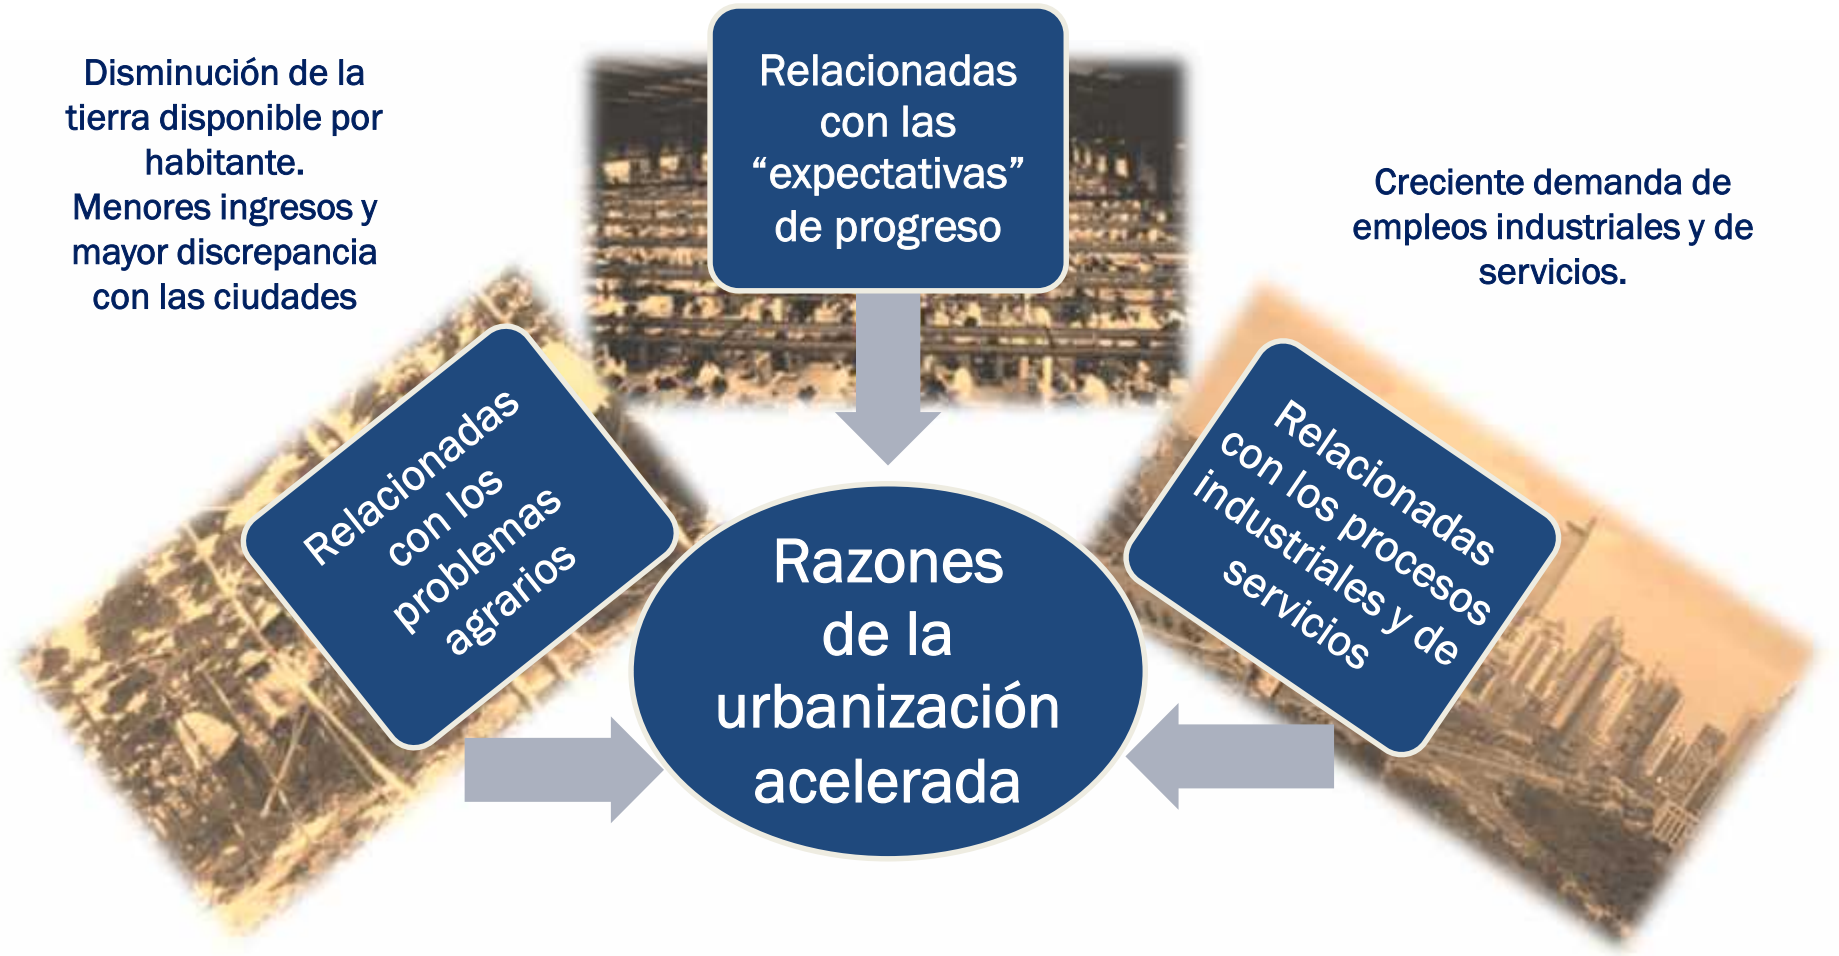 Disminución de la
tierra disponible por
habitante.
Menores ingresos y
mayor discrepancia
con las ciudades
Relacionadas
con las
“expectativas”
de progreso
Creciente demanda de
empleos industriales y de
servicios.
Relacionadas
con los
problemas
agrarios
Relacionadas
con los procesos
industriales y de
servicios
Razones
de la
urbanización
acelerada